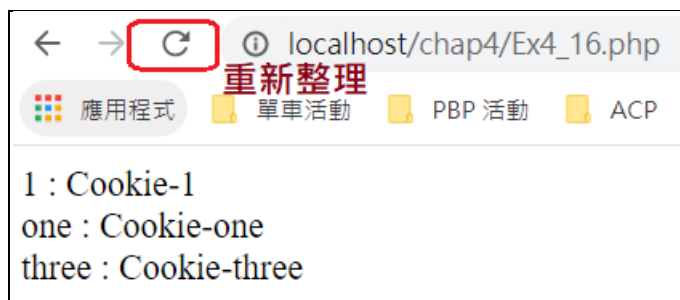 localhost/chap4/Ex4_16.php
重新整理
應用程式 單車活動 PBP 活動 ACP
1 : Cookie-1
one : Cookie-one
three : Cookie-three